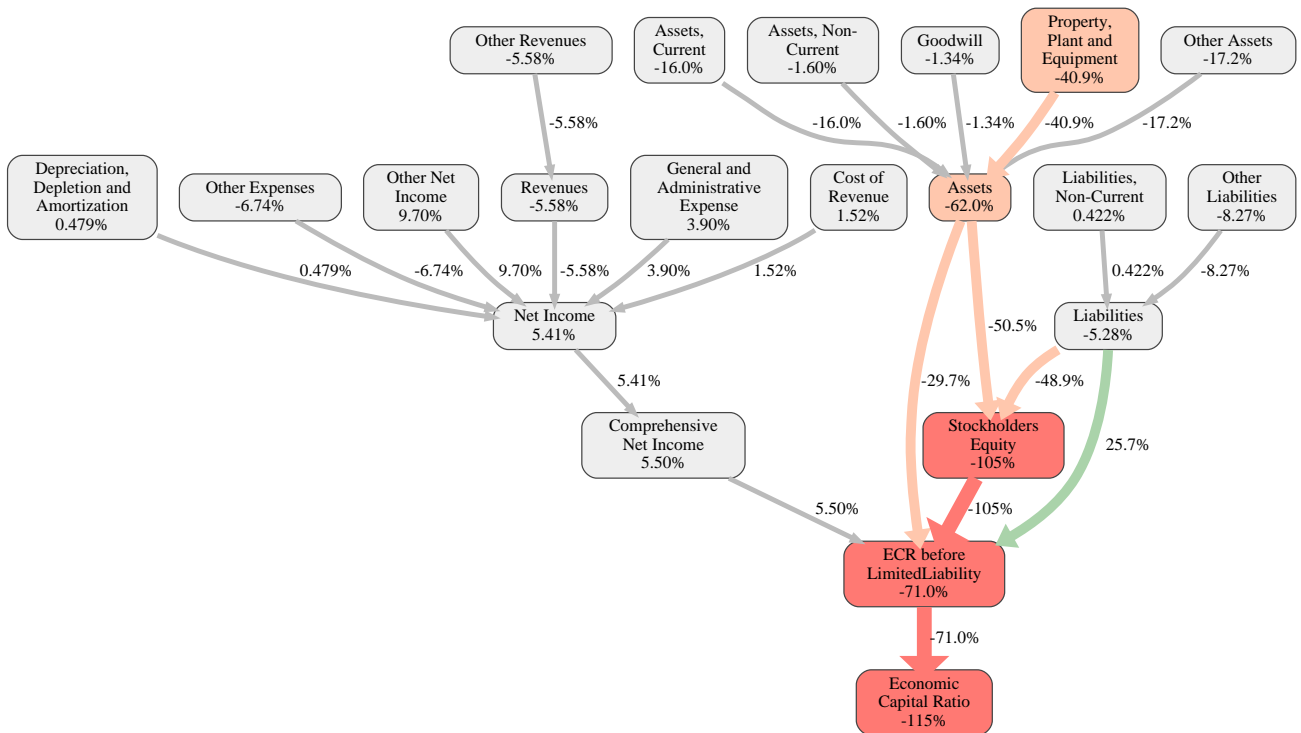 Other Revenues
-5.58%
Assets,
Current
-16.0%
Assets, Non-
Current
-1.60%
Goodwill
-1.34%
Property,
Plant and
Equipment
-40.9%
Other Assets
-17.2%
-5.58%
-16.0%
-1.60%
-1.34%
-40.9%
-17.2%
Depreciation,
Depletion and
Amortization
0.479%
Other Expenses
-6.74%
Other Net
Income
9.70%
Revenues
-5.58%
General and
Administrative
Expense
3.90%
Cost of
Revenue
1.52%
Assets
-62.0%
Liabilities,
Non-Current
0.422%
Other
Liabilities
-8.27%
0.479%
-6.74%
9.70%
-5.58%
3.90%
1.52%
0.422%
-8.27%
Net Income
5.41%
Liabilities
-5.28%
-50.5%
5.41%
-29.7%
-48.9%
Comprehensive
Net Income
5.50%
Stockholders
Equity
-105%
25.7%
5.50%
-105%
ECR before
LimitedLiability
-71.0%
-71.0%
Economic
Capital Ratio
-115%